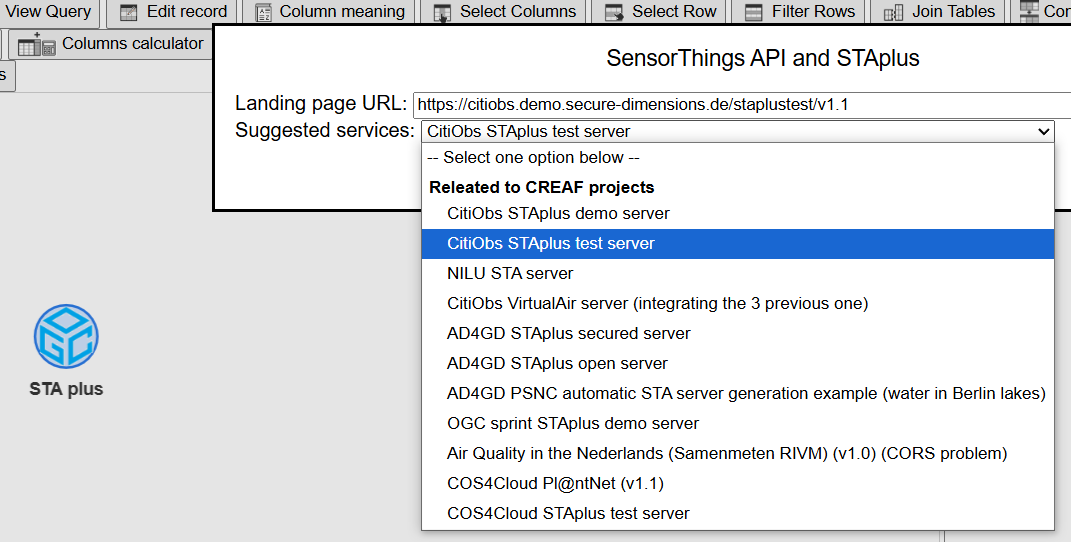 View Query Edit record Column meaning Select Columns Select Row Filter Rows Join Tables
Columns calculator
s
SensorThings API and STAplus
Landing page URL: https://citiobs.demo.secure-dimensions.de/staplustest/v1.1
Suggested services: CitiObs STAplus test server
-- Select one option below --
Releated to CREAF projects
CitiObs STAplus demo server
CitiObs STAplus test server
NILU STA server
CitiObs VirtualAir server (integrating the 3 previous one)
AD4GD STAplus secured server
AD4GD STAplus open server
AD4GD PSNC automatic STA server generation example (water in Berlin lakes)
OGC sprint STAplus demo server
Air Quality in the Nederlands (Samenmeten RIVM) (v1.0) (CORS problem)
COS4Cloud Pl@ntNet (v1.1)
COS4Cloud STAplus test server
OGC
STA plus